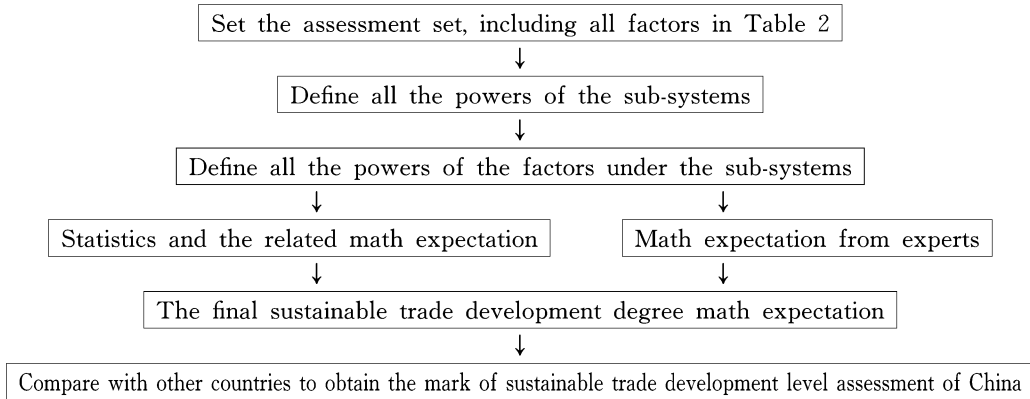 Set the assessment set, including all factors in Table 2
↓
Define all the powers of the sub-systems
↓
Define all the powers of the factors under the sub-systems
↓ ↓
Statistics and the related math expectation
Math expectation from experts
↓ ↓
The final sustainable trade development degree math expectation
↓
Compare with other countries to obtain the mark of sustainable trade development level assessment of China